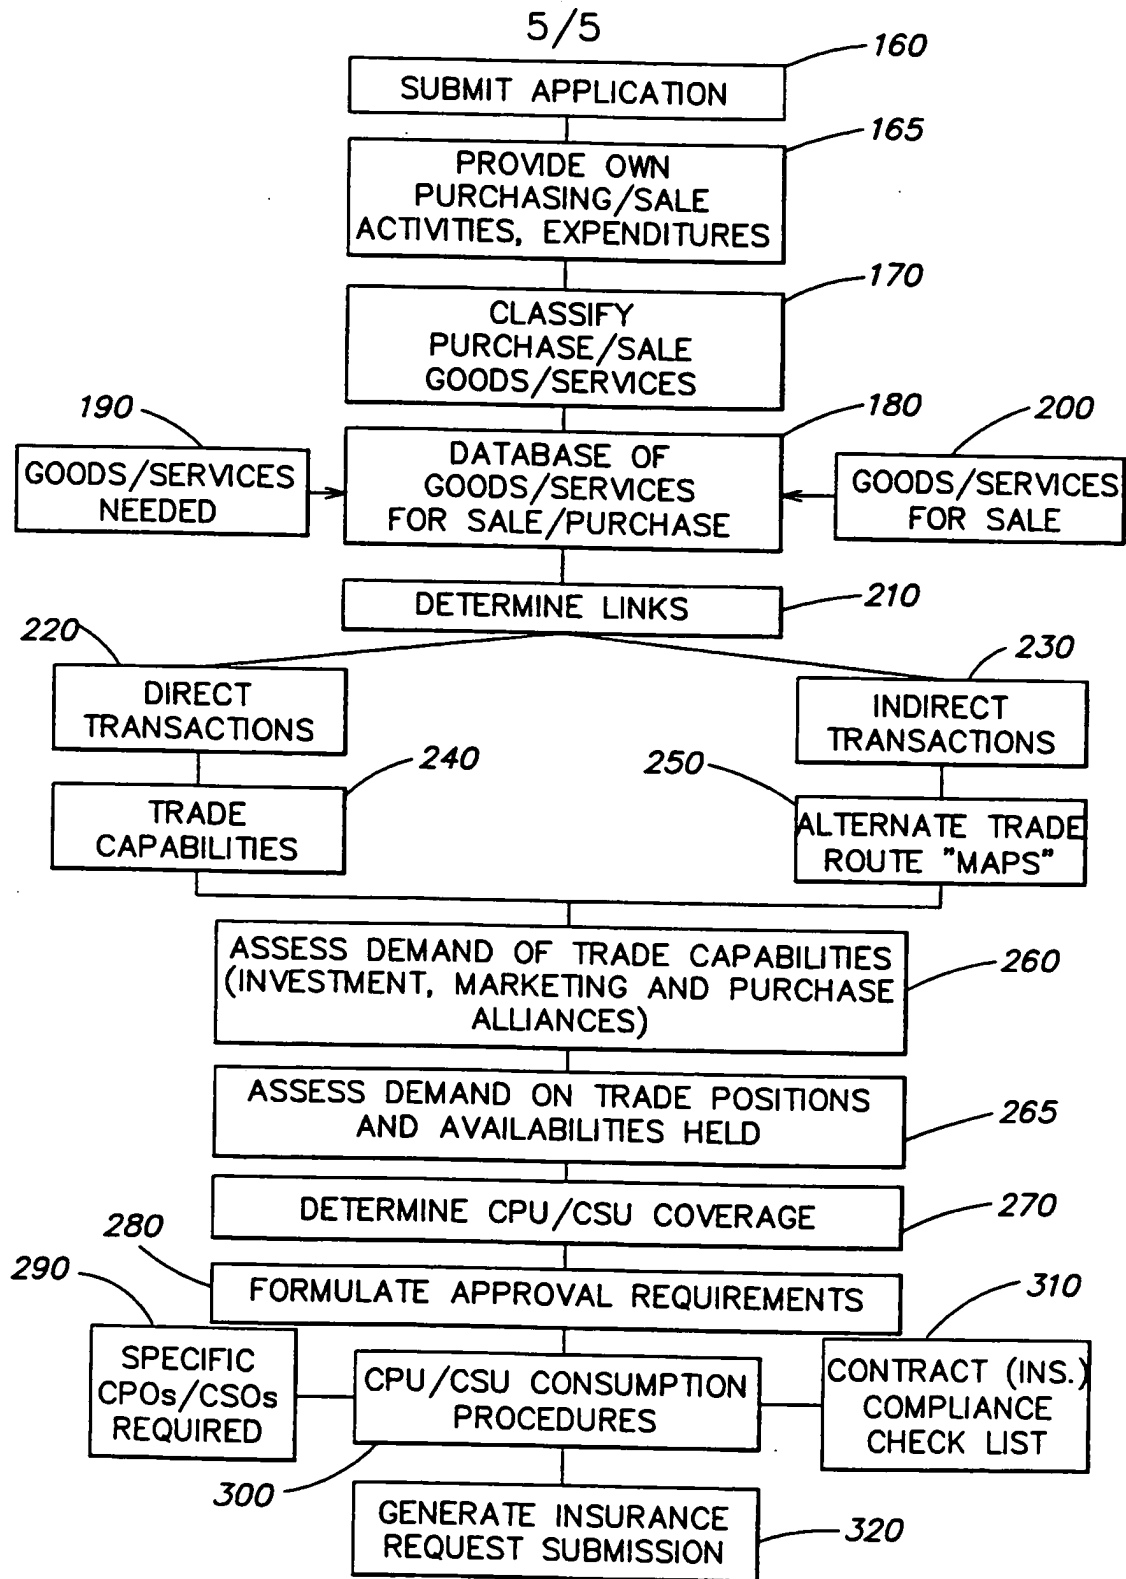 5/5
160
SUBMIT APPLICATION
165
PROVIDE OWN
PURCHASING/SALE
ACTIVITIES, EXPENDITURES
170
CLASSIFY
PURCHASE/SALE
GOODS/SERVICES
190
180
200
GOODS/SERVICES
NEEDED
DATABASE OF
GOODS/SERVICES
FOR SALE/PURCHASE
GOODS/SERVICES
FOR SALE
DETERMINE LINKS
210
220
230
DIRECT
TRANSACTIONS
INDIRECT
TRANSACTIONS
240
250
TRADE
CAPABILITIES
ALTERNATE TRADE
ROUTE "MAPS"
ASSESS DEMAND OF TRADE CAPABILITIES
(INVESTMENT, MARKETING AND PURCHASE
ALLIANCES)
260
ASSESS DEMAND ON TRADE POSITIONS
AND AVAILABILITIES HELD
265
DETERMINE CPU/CSU COVERAGE
270
280
FORMULATE APPROVAL REQUIREMENTS
290
310
SPECIFIC
CPOs/CSOs
REQUIRED
CPU/CSU CONSUMPTION
PROCEDURES
CONTRACT (INS.)
COMPLIANCE
CHECK LIST
300
GENERATE INSURANCE
REQUEST SUBMISSION
320